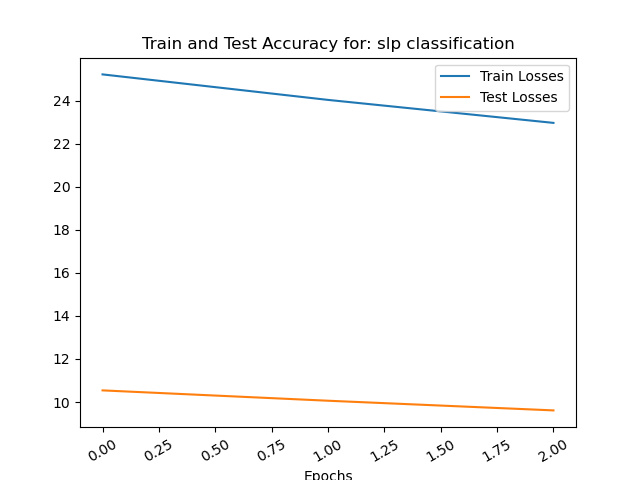 Train and Test Accuracy for: slp classification
Train Losses
Test Losses
24
22
20
18
16
14
12
10
0.00 0.25 0.50 0.75 1.00 1.25 1.50 1.75 2.00
Epochs